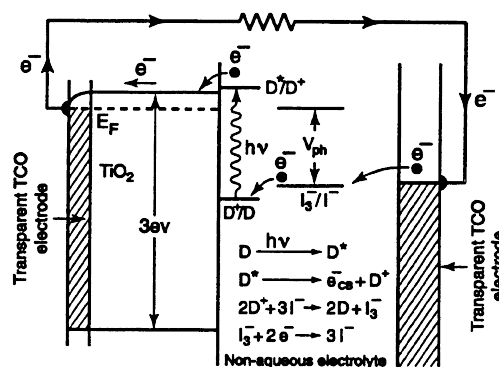 e⁻
e⁻
e⁻
D*/D⁺
e⁻
E_F
hν
V_ph
e⁻
e⁻
TiO₂
I₃⁻/I⁻
D⁺/D
3ev
Transparent TCO
electrode
Transparent TCO
electrode
D hν → D*
D* → e⁻cs + D⁺
2D⁺+3I⁻ → 2D+I₃⁻
I₃⁻+2e⁻ → 3I⁻
Non-aqueous electrolyte